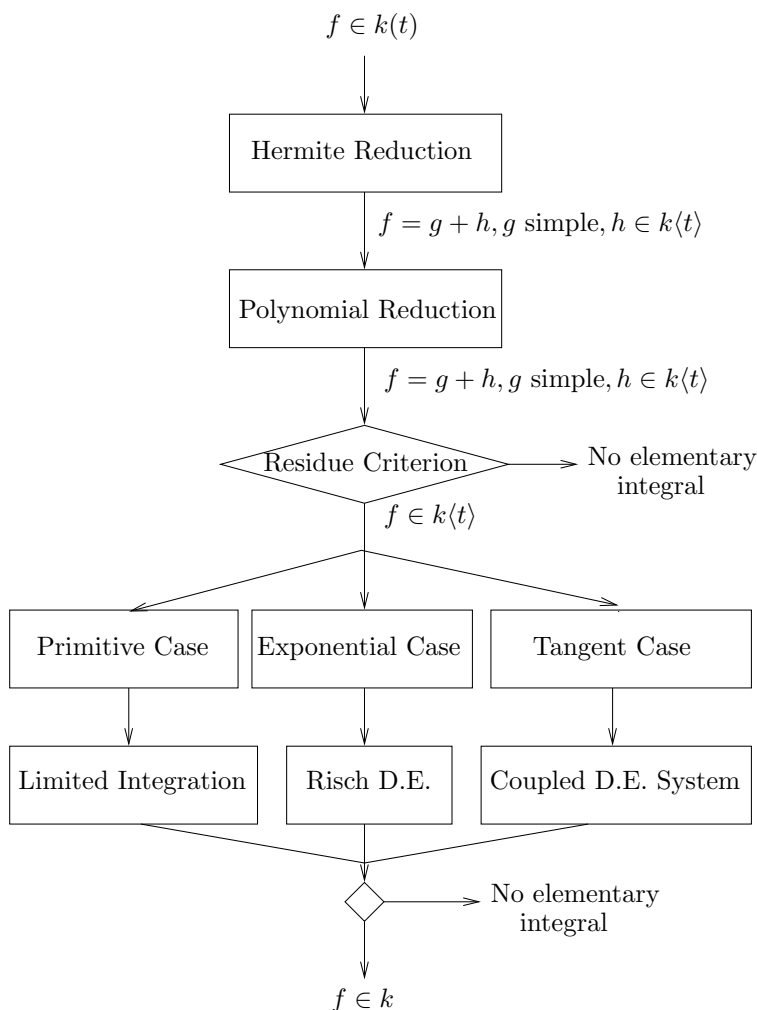 f ∈ k(t)
Hermite Reduction
f = g + h, g simple, h ∈ k⟨t⟩
Polynomial Reduction
f = g + h, g simple, h ∈ k⟨t⟩
Residue Criterion
No elementary
integral
f ∈ k⟨t⟩
Primitive Case
Exponential Case
Tangent Case
Limited Integration
Risch D.E.
Coupled D.E. System
No elementary
integral
f ∈ k